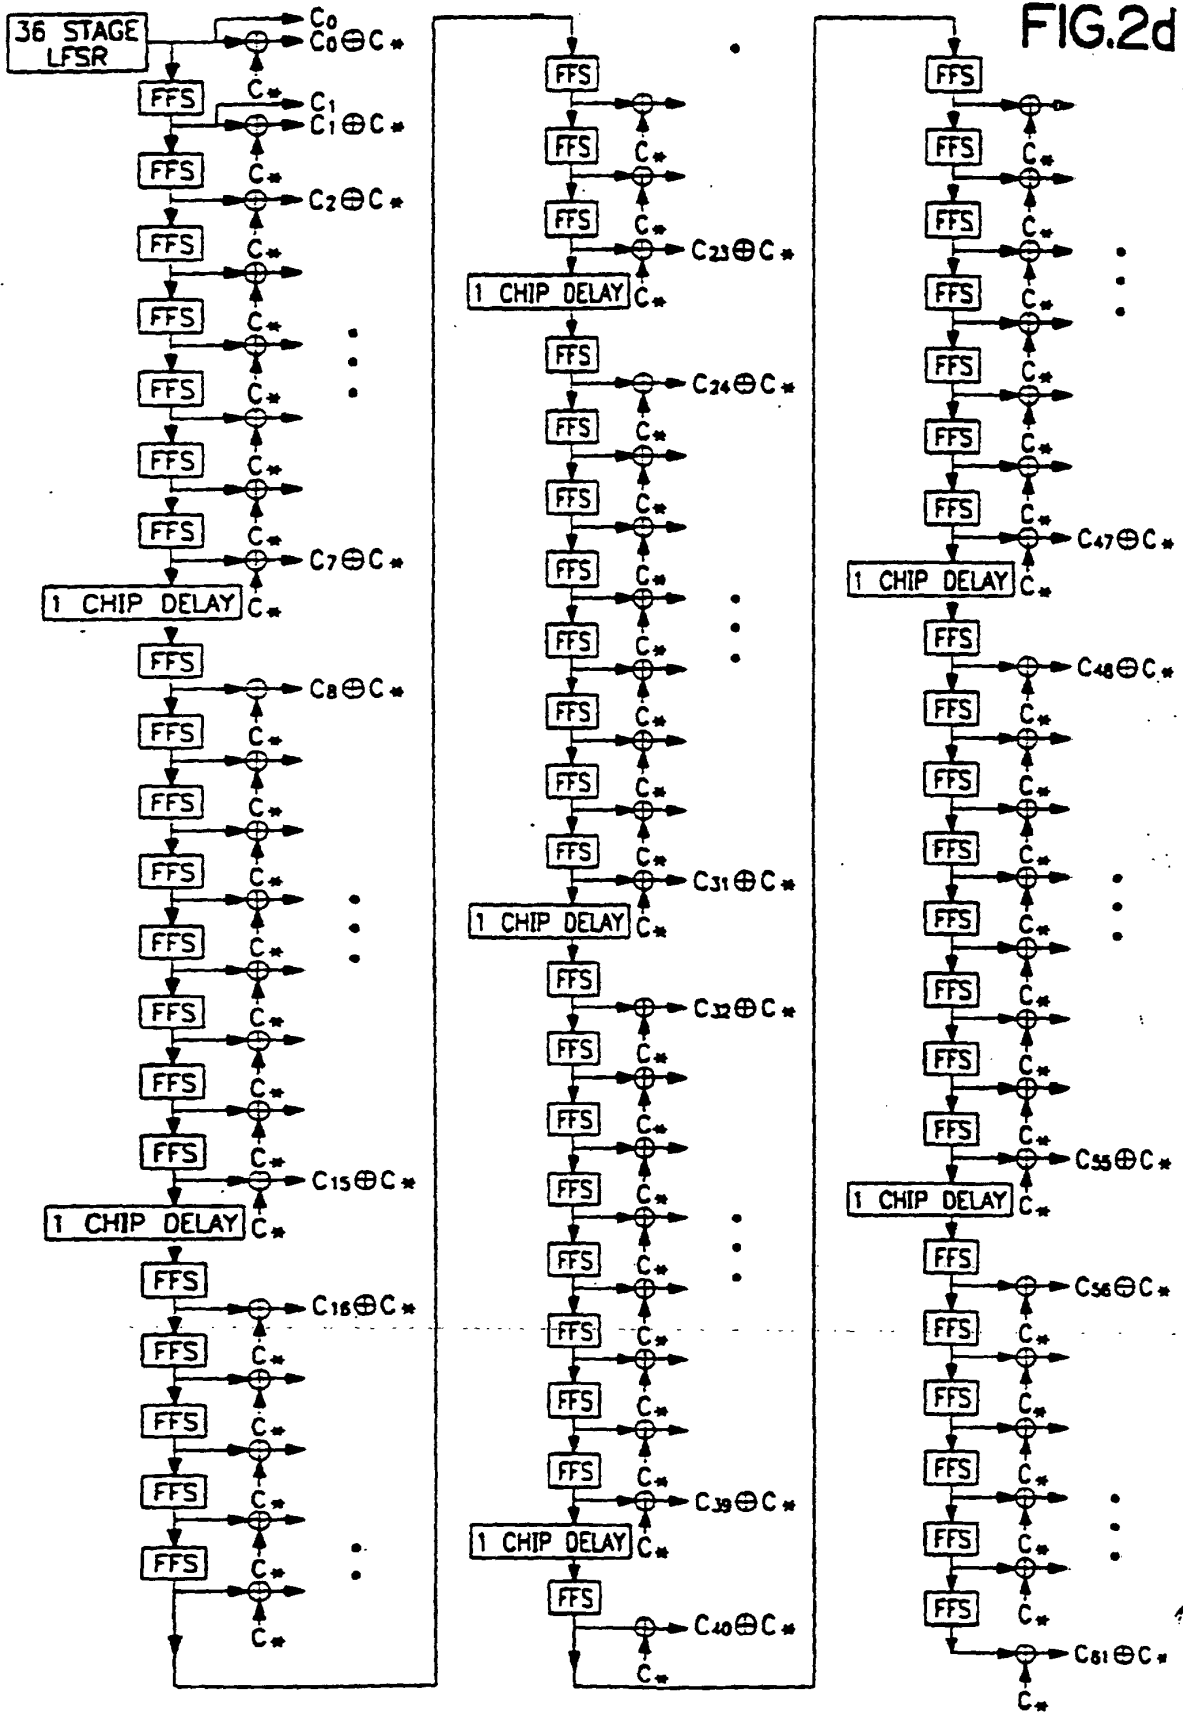 FIG.2d
36 STAGE
LFSR
C0
C0⊕C*
FFS C*
C1
C1⊕C*
FFS C*
C2⊕C*
FFS C*
FFS C*
FFS C*
FFS C*
FFS C*
C7⊕C*
1 CHIP DELAY C*
FFS
C8⊕C*
FFS C*
FFS C*
FFS C*
FFS C*
FFS C*
FFS C*
FFS C*
C15⊕C*
1 CHIP DELAY C*
FFS
C16⊕C*
FFS C*
FFS C*
FFS C*
FFS C*
C*
FFS
FFS C*
FFS C*
C23⊕C*
1 CHIP DELAY C*
FFS
C24⊕C*
FFS C*
FFS C*
FFS C*
FFS C*
FFS C*
FFS C*
FFS C*
C31⊕C*
1 CHIP DELAY C*
FFS
C32⊕C*
FFS C*
FFS C*
FFS C*
FFS C*
FFS C*
FFS C*
FFS C*
C39⊕C*
1 CHIP DELAY C*
FFS
C40⊕C*
C*
FFS
FFS C*
FFS C*
FFS C*
FFS C*
FFS C*
FFS C*
C47⊕C*
1 CHIP DELAY C*
FFS
C48⊕C*
FFS C*
FFS C*
FFS C*
FFS C*
FFS C*
FFS C*
FFS C*
C55⊕C*
1 CHIP DELAY C*
FFS
C56⊕C*
FFS C*
FFS C*
FFS C*
FFS C*
FFS C*
C61⊕C*
C*